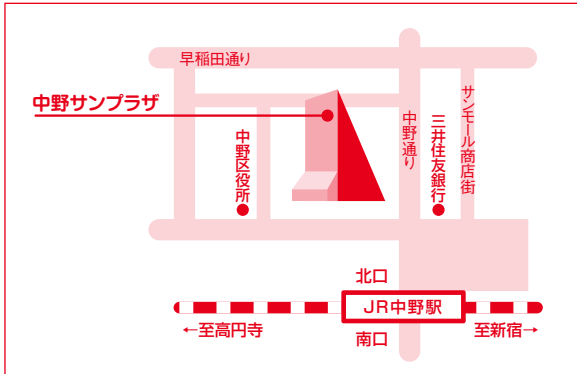 早稲田通り
中野サンプラザ
中野区役所
中野通り
三井住友銀行
サンモール商店街
北口
JR中野駅
←至高円寺
南口
至新宿→